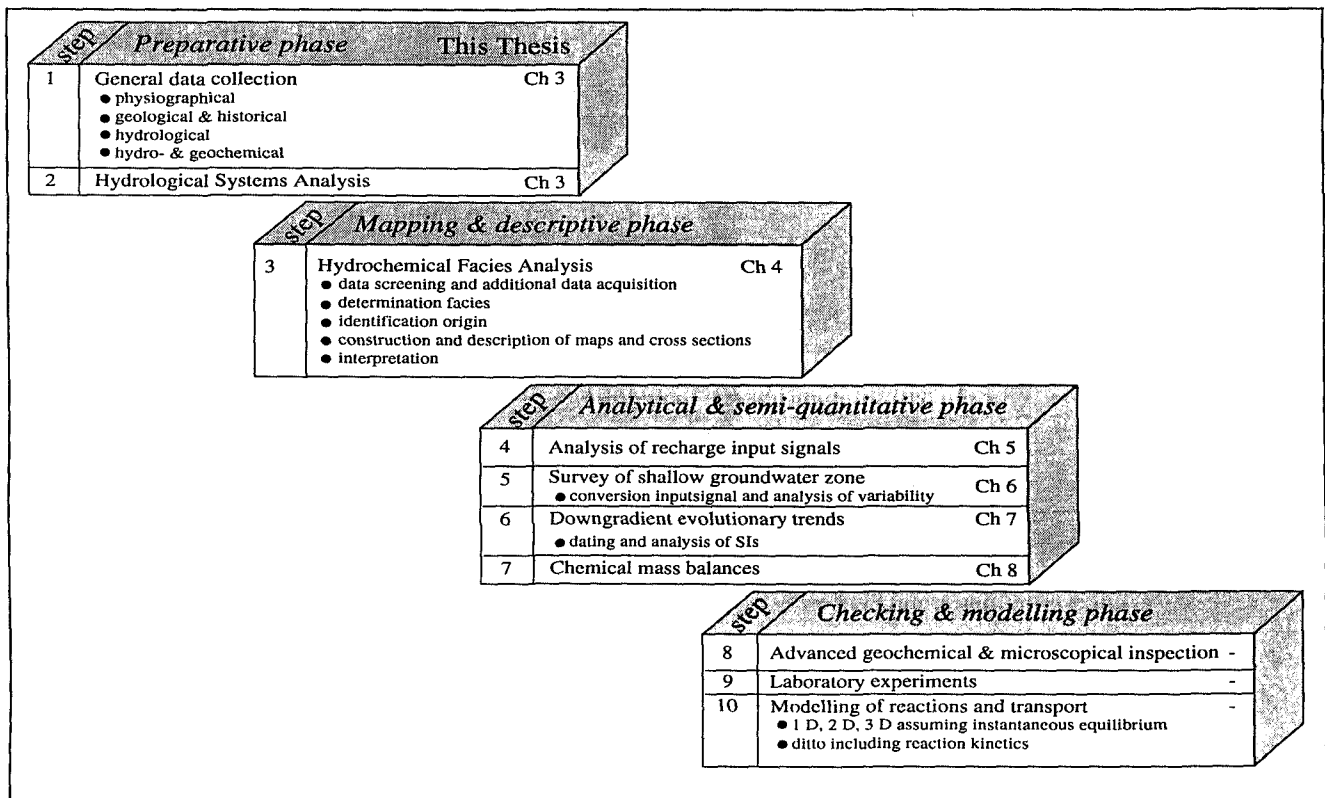 step Preparative phase This Thesis
1 General data collection Ch 3
● physiographical
● geological & historical
● hydrological
● hydro- & geochemical
2 Hydrological Systems Analysis Ch 3
step Mapping & descriptive phase
3 Hydrochemical Facies Analysis Ch 4
● data screening and additional data acquisition
● determination facies
● identification origin
● construction and description of maps and cross sections
● interpretation
step Analytical & semi-quantitative phase
4 Analysis of recharge input signals Ch 5
5 Survey of shallow groundwater zone Ch 6
● conversion inputsignal and analysis of variability
6 Downgradient evolutionary trends Ch 7
● dating and analysis of SIs
7 Chemical mass balances Ch 8
step Checking & modelling phase
8 Advanced geochemical & microscopical inspection -
9 Laboratory experiments -
10 Modelling of reactions and transport -
● 1 D, 2 D, 3 D assuming instantaneous equilibrium
● ditto including reaction kinetics